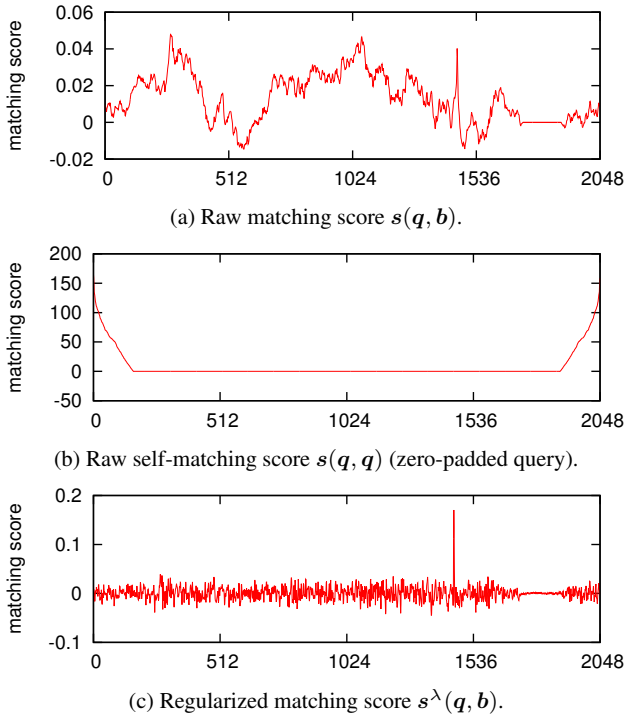 0.06
0.04
0.02
0
-0.02
matching score
0 512 1024 1536 2048
(a) Raw matching score s(q, b).
200
150
100
50
0
-50
matching score
0 512 1024 1536 2048
(b) Raw self-matching score s(q, q) (zero-padded query).
0.2
0.1
0
-0.1
matching score
0 512 1024 1536 2048
(c) Regularized matching score s^λ(q, b).